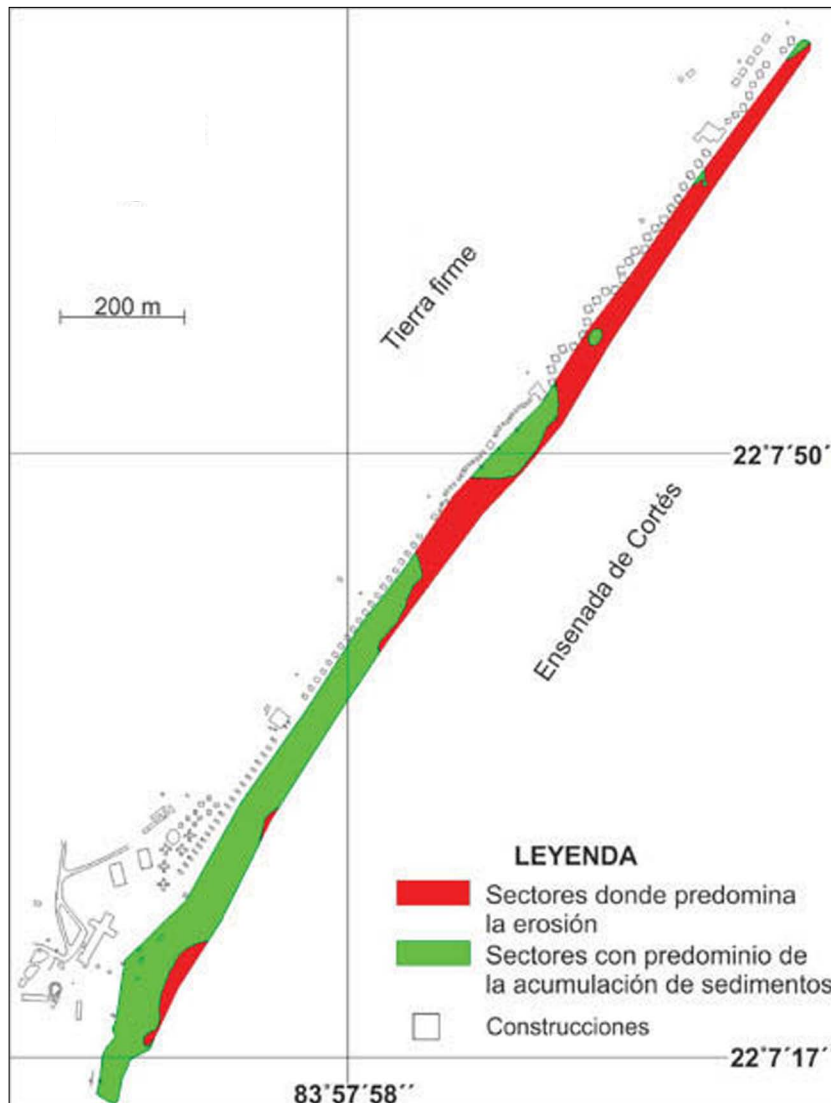 Tierra firme
200 m
22°7´50´´
Ensenada de Cortés
LEYENDA
Sectores donde predomina
la erosión
Sectores con predominio de
la acumulación de sedimentos
Construcciones
22°7´17´´
83°57´58´´